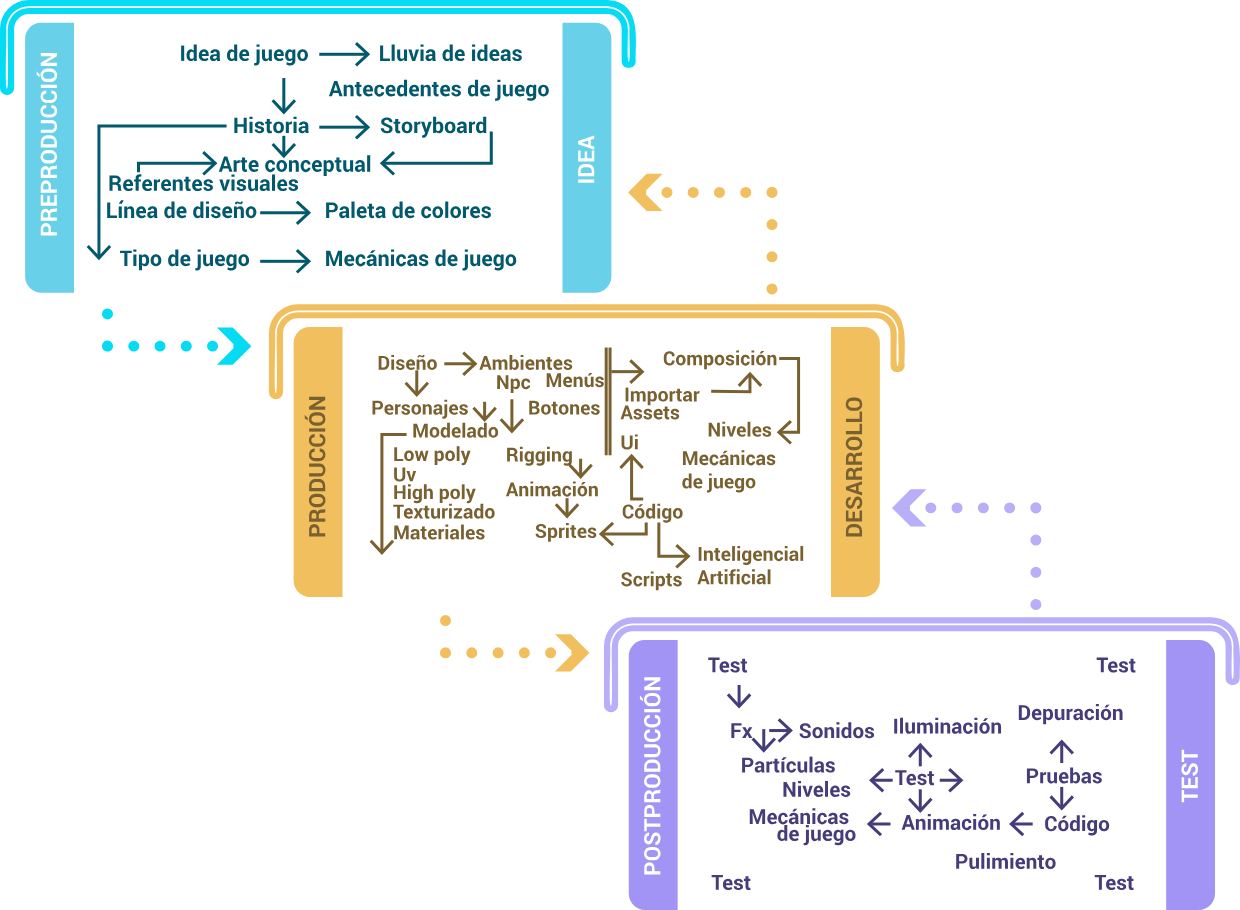 PREPRODUCCIÓN
Idea de juego
Lluvia de ideas
Antecedentes de juego
Historia
Storyboard
Arte conceptual
Referentes visuales
Línea de diseño
Paleta de colores
Tipo de juego
Mecánicas de juego
IDEA
PRODUCCIÓN
Diseño
Ambientes
Npc
Menús
Personajes
Botones
Modelado
Low poly
Uv
High poly
Texturizado
Materiales
Rigging
Animación
Sprites
Composición
Importar
Assets
Ui
Niveles
Mecánicas
de juego
Código
Inteligencial
Artificial
Scripts
DESARROLLO
POSTPRODUCCIÓN
Test
Test
Fx
Sonidos
Iluminación
Depuración
Partículas
Niveles
Test
Pruebas
Mecánicas
de juego
Animación
Código
Pulimiento
Test
Test
TEST